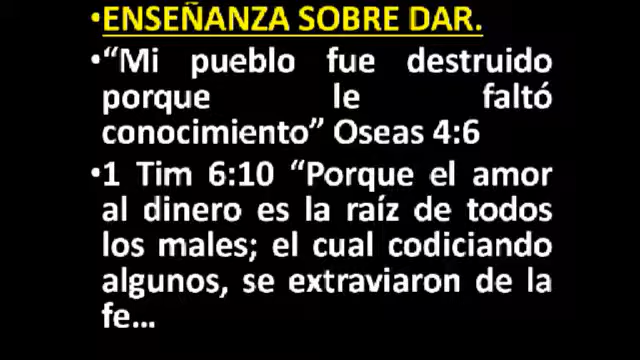 •ENSEÑANZA SOBRE DAR.
•“Mi pueblo fue destruido
porque le faltó
conocimiento” Oseas 4:6
•1 Tim 6:10 “Porque el amor
al dinero es la raíz de todos
los males; el cual codiciando
algunos, se extraviaron de la
fe...